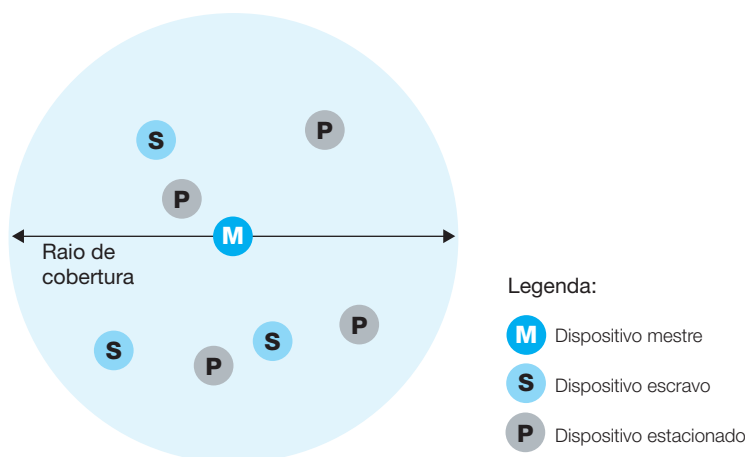 S
P
P
M
Raio de
cobertura
S
S
P
P
Legenda:
M Dispositivo mestre
S Dispositivo escravo
P Dispositivo estacionado